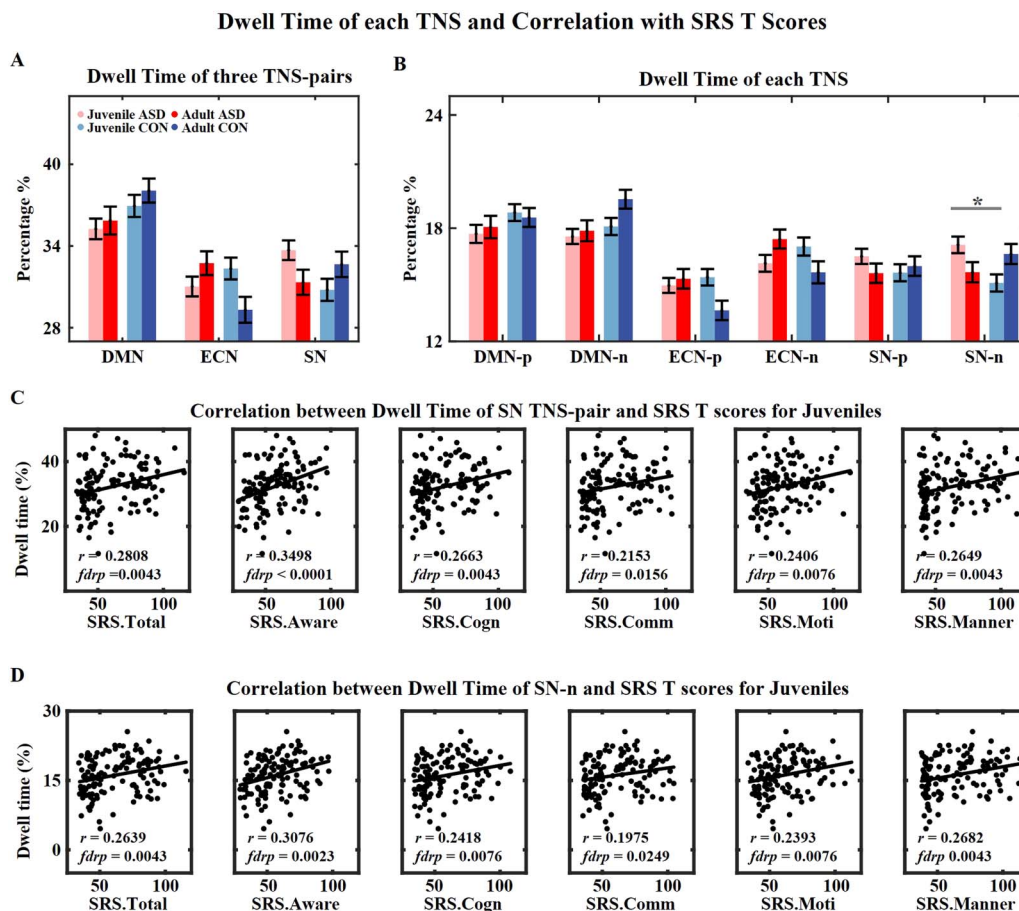 Dwell Time of each TNS and Correlation with SRS T Scores
A
Dwell Time of three TNS-pairs
Juvenile ASD Adult ASD
Juvenile CON Adult CON
Percentage %
40
34
28
DMN ECN SN
B
Dwell Time of each TNS
Percentage %
24
18
12
*
DMN-p DMN-n ECN-p ECN-n SN-p SN-n
C
Correlation between Dwell Time of SN TNS-pair and SRS T scores for Juveniles
Dwell time (%)
40
20
r = 0.2808
fdrp =0.0043
50 100
SRS.Total
r = 0.3498
fdrp < 0.0001
50 100
SRS.Aware
r = 0.2663
fdrp = 0.0043
50 100
SRS.Cogn
r = 0.2153
fdrp = 0.0156
50 100
SRS.Comm
r = 0.2406
fdrp = 0.0076
50 100
SRS.Moti
r = 0.2649
fdrp = 0.0043
50 100
SRS.Manner
D
Correlation between Dwell Time of SN-n and SRS T scores for Juveniles
Dwell time (%)
30
15
0
r = 0.2639
fdrp = 0.0043
50 100
SRS.Total
r = 0.3076
fdrp = 0.0023
50 100
SRS.Aware
r = 0.2418
fdrp = 0.0076
50 100
SRS.Cogn
r = 0.1975
fdrp = 0.0249
50 100
SRS.Comm
r = 0.2393
fdrp = 0.0076
50 100
SRS.Moti
r = 0.2682
fdrp = 0.0043
50 100
SRS.Manner